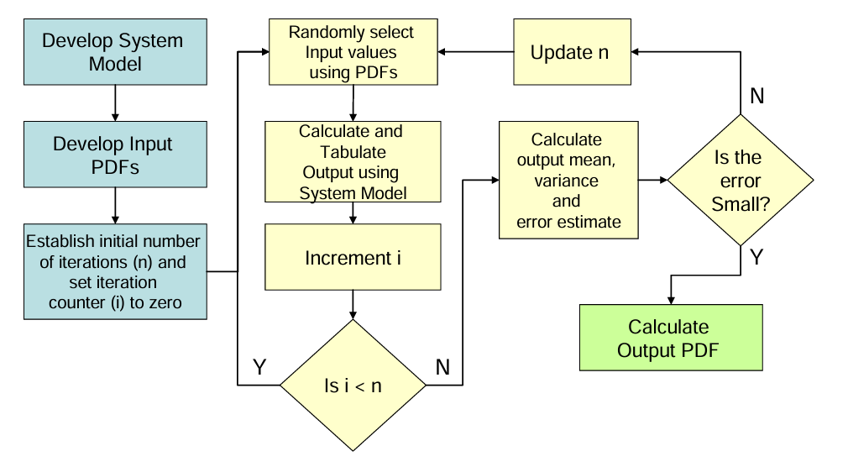 Develop System
Model
Develop Input
PDFs
Establish initial number
of iterations (n) and
set iteration
counter (i) to zero
Randomly select
Input values
using PDFs
Calculate and
Tabulate
Output using
System Model
Increment i
Is i < n
Y
N
Update n
Calculate
output mean,
variance
and
error estimate
Is the
error
Small?
N
Y
Calculate
Output PDF